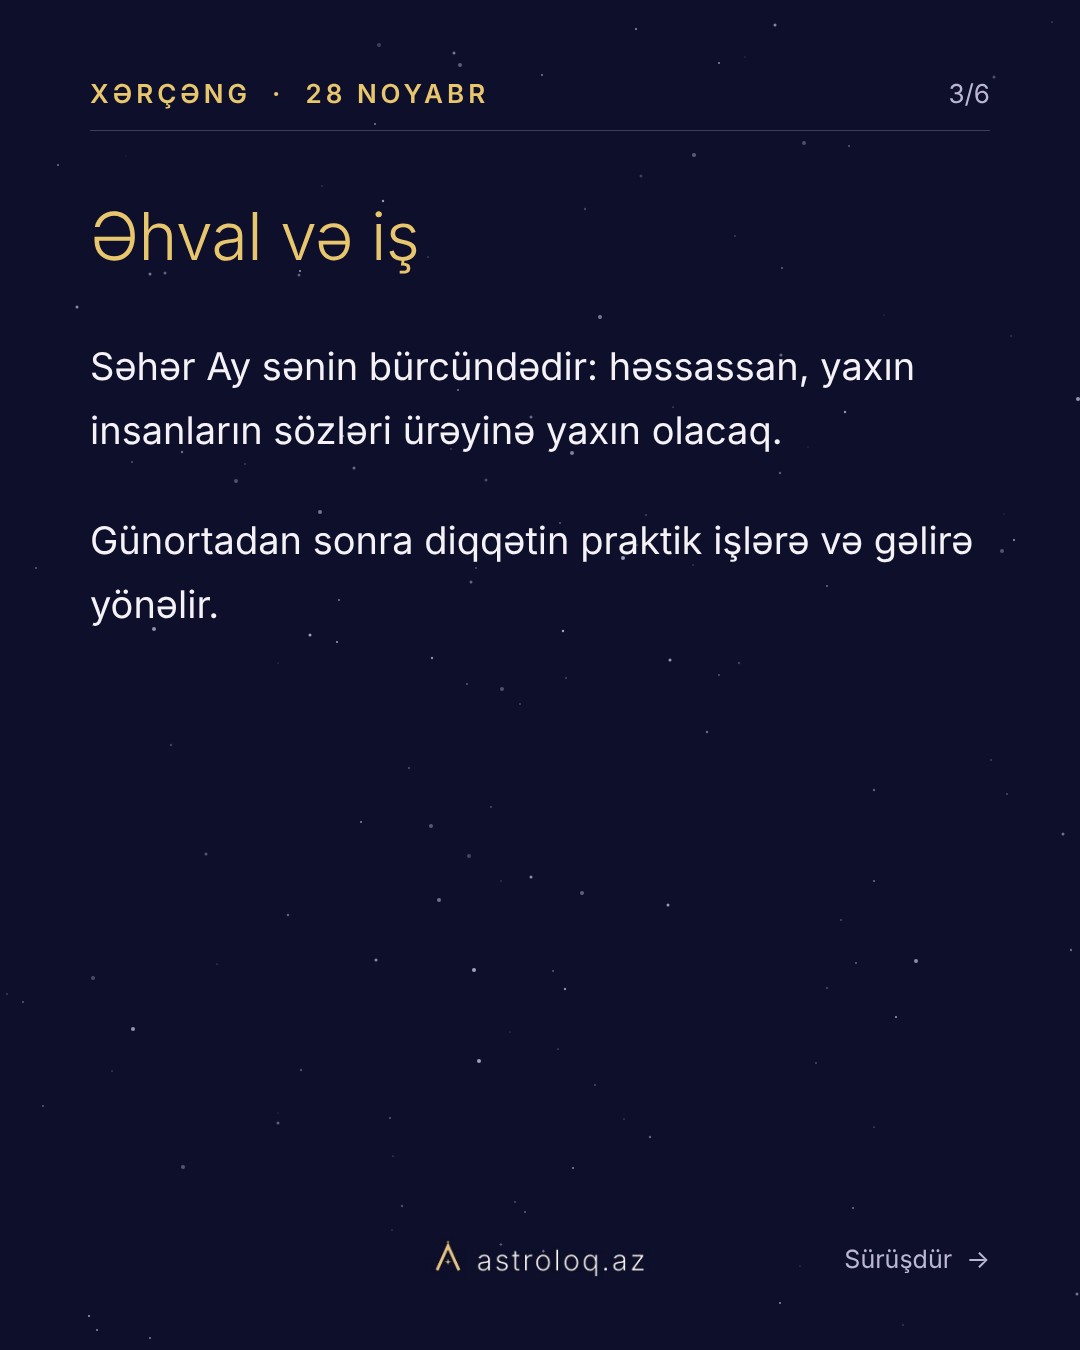 XƏRÇƏNG · 28 NOYABR
3/6
Əhval və iş
Səhər Ay sənin bürcündədir: həssassan, yaxın
insanların sözləri ürəyinə yaxın olacaq.
Günortadan sonra diqqətin praktik işlərə və gəlirə
yönəlir.
astroloq.az
Sürüşdür →